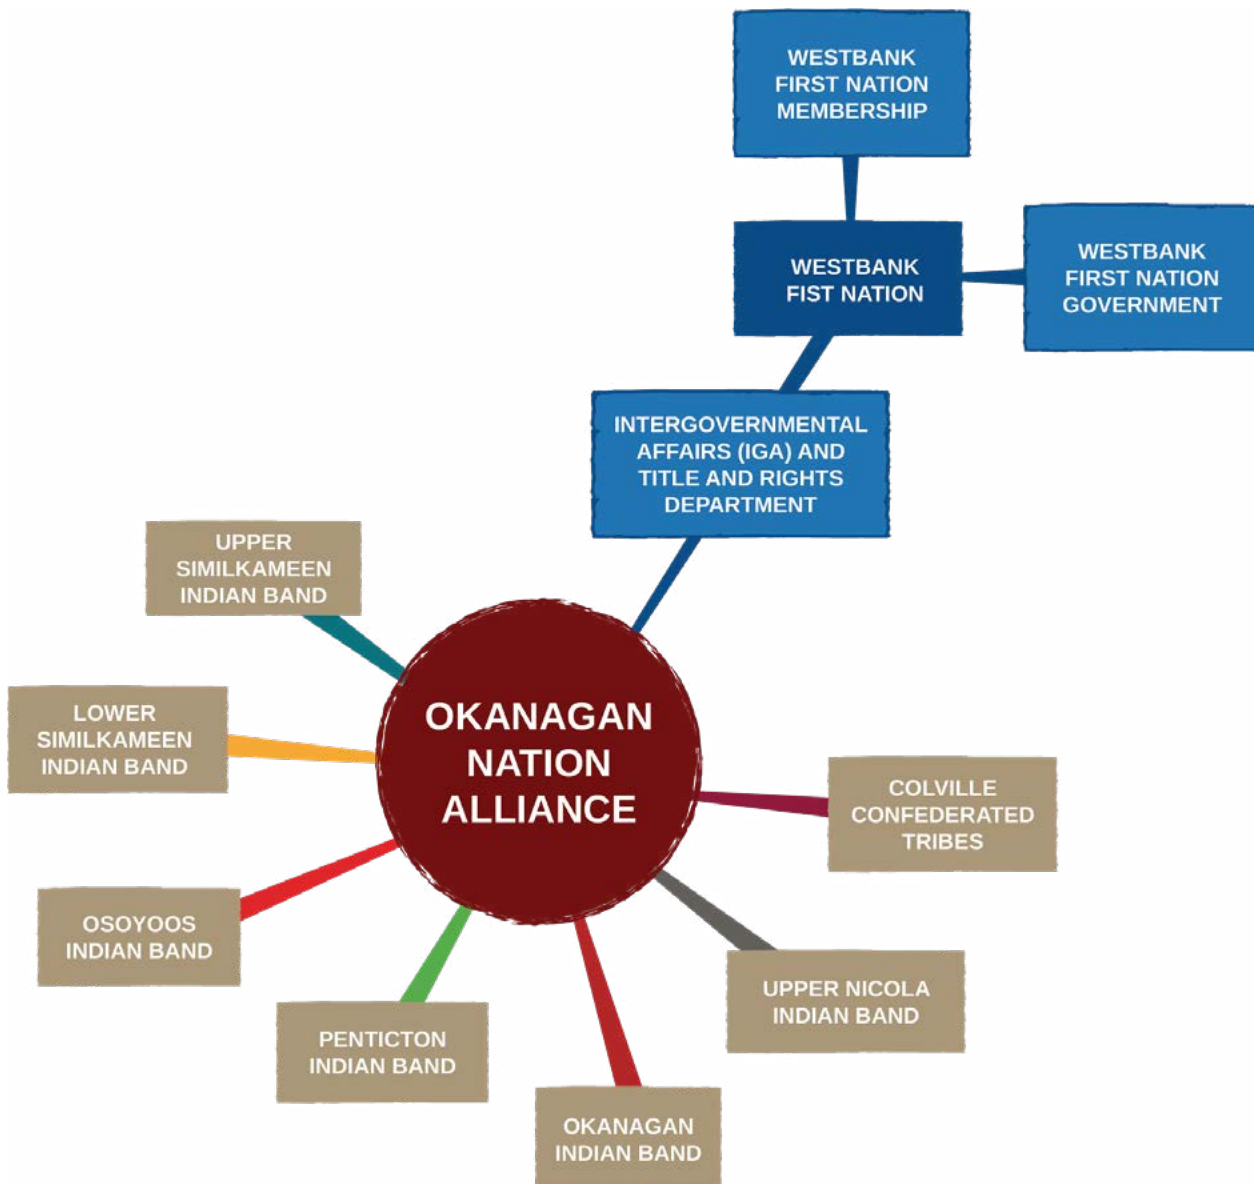 WESTBANK
FIRST NATION
MEMBERSHIP
WESTBANK
FIST NATION
WESTBANK
FIRST NATION
GOVERNMENT
INTERGOVERNMENTAL
AFFAIRS (IGA) AND
TITLE AND RIGHTS
DEPARTMENT
UPPER
SIMILKAMEEN
INDIAN BAND
LOWER
SIMILKAMEEN
INDIAN BAND
OKANAGAN
NATION
ALLIANCE
COLVILLE
CONFEDERATED
TRIBES
OSOYOOS
INDIAN BAND
UPPER NICOLA
INDIAN BAND
PENTICTON
INDIAN BAND
OKANAGAN
INDIAN BAND